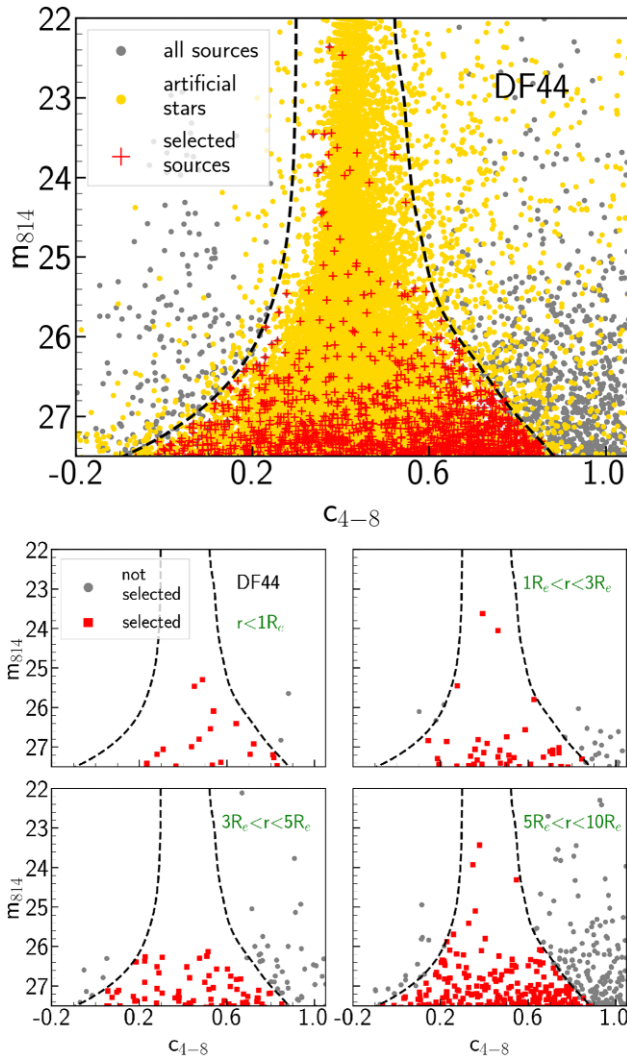 22
23
24
25
26
27
m814
all sources
artificial
stars
selected
sources
DF44
-0.2 0.2 0.6 1.0
c4−8
22
23
24
25
26
27
m814
not
selected
selected
DF44
r<1Re
1Re<r<3Re
22
23
24
25
26
27
m814
3Re<r<5Re
5Re<r<10Re
-0.2 0.2 0.6 1.0
-0.2 0.2 0.6 1.0
c4−8
c4−8